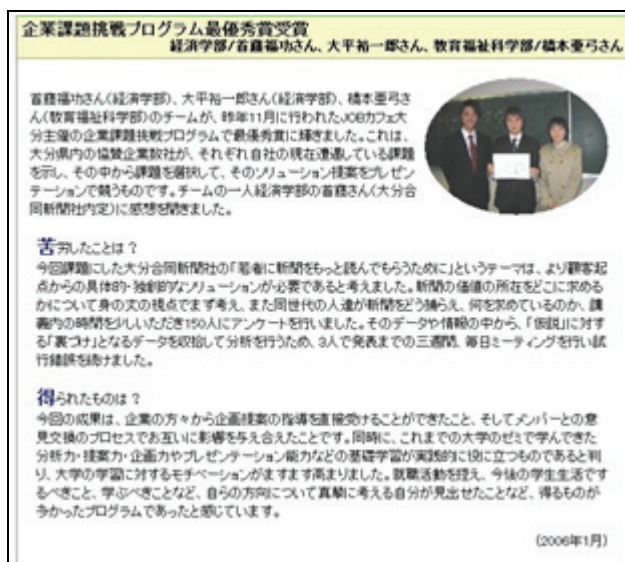 企業課題挑戦プログラム最優秀賞受賞
経済学部/首藤福功さん、大平裕一郎さん、教育福祉科学部/橋本亜弓さん
首藤福功さん(経済学部)、大平裕一郎さん(経済学部)、橋本亜弓さ
ん(教育福祉科学部)のチームが、昨年11月に行われたJOBカフェ大
分主催の企業課題挑戦プログラムで最優秀賞に輝きました。これは、
大分県内の協賛企業数社が、それぞれ自社の現在遭遇している課題
を示し、その中から課題を選択して、そのソリューション提案をプレゼン
テーションで競うものです。チームの一人経済学部の首藤さん(大分合
同新聞社内定)に感想を聞きました。
苦労したことは?
今回課題にした大分合同新聞社の「若者に新聞をもっと読んでもらうために」というテーマは、より顧客起
点からの具体的・独創的なソリューションが必要であると考えました。新聞の価値の所在をどこに求める
かについて身の丈の視点でまず考え、また同世代の人達が新聞をどう捕らえ、何を求めているのか、講
義内の時間を少しいただき150人にアンケートを行いました。そのデータや情報の中から、「仮説」に対す
る「裏づけ」となるデータを収拾して分析を行うため、3人で発表までの三週間、毎日ミーティングを行い試
行錯誤を続けました。
得られたものは?
今回の成果は、企業の方々から企画提案の指導を直接受けることができたこと、そしてメンバーとの意
見交換のプロセスでお互いに影響を与え合えたことです。同時に、これまでの大学のゼミで学んできた
分析力・提案力・企画力やプレゼンテーション能力などの基礎学習が実践的に役に立つものであると判
り、大学の学習に対するモチベーションがますます高まりました。就職活動を控え、今後の学生生活です
るべきこと、学ぶべきことなど、自らの方向について真摯に考える自分が見出せたことなど、得るものが
多かったプログラムであったと感じています。
(2006年1月)